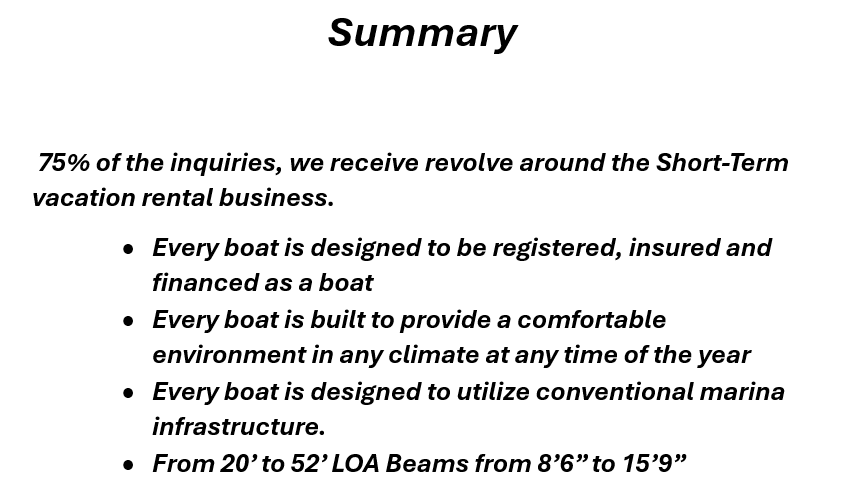 Summary
75% of the inquiries, we receive revolve around the Short-Term
vacation rental business.
• Every boat is designed to be registered, insured and
financed as a boat
• Every boat is built to provide a comfortable
environment in any climate at any time of the year
• Every boat is designed to utilize conventional marina
infrastructure.
• From 20’ to 52’ LOA Beams from 8’6” to 15’9”